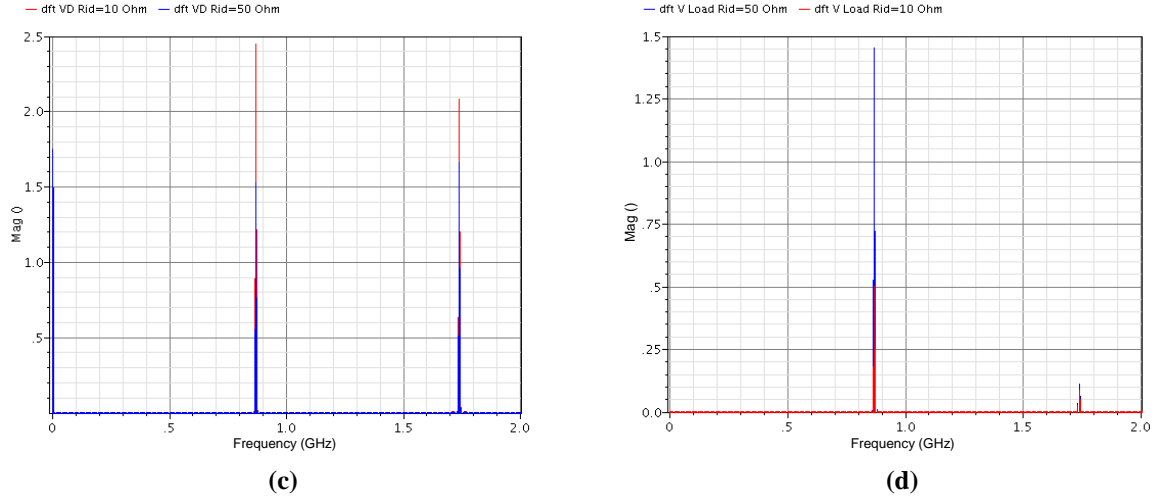 dft VD Rid=10 Ohm dft VD Rid=50 Ohm
2.5
2.0
1.5
1.0
.5
Mag ()
0 .5 1.0 1.5 2.0
Frequency (GHz)
(c)
dft V Load Rid=50 Ohm dft V Load Rid=10 Ohm
1.5
1.25
1.0
.75
.5
.25
0.0
Mag ()
0 .5 1.0 1.5 2.0
Frequency (GHz)
(d)